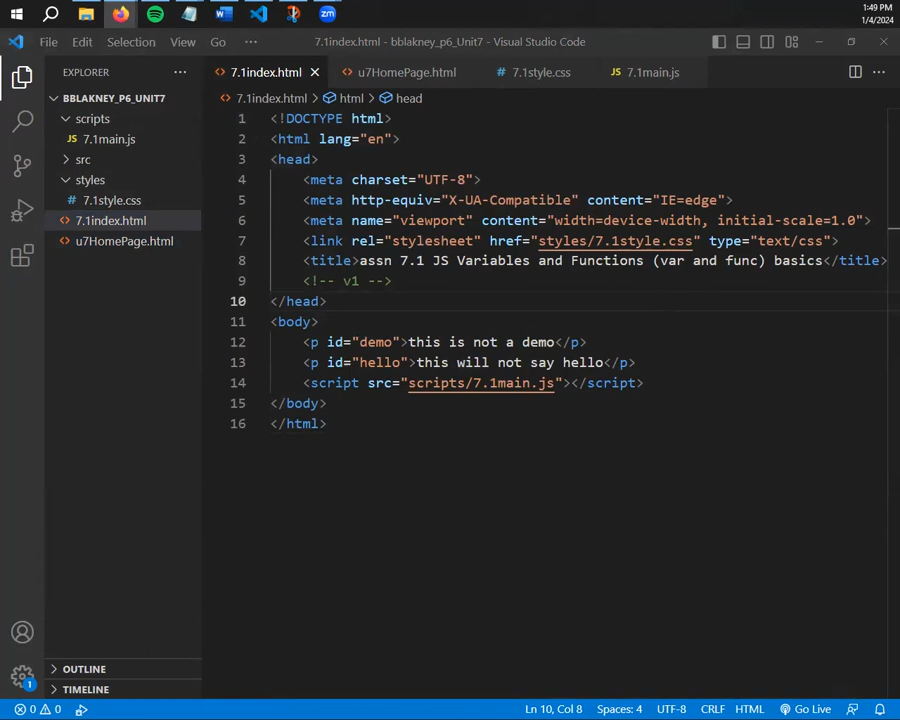 1:49 PM
1/4/2024
W
zm
File Edit Selection View Go ··· 7.1index.html - bblakney_p6_Unit7 - Visual Studio Code
EXPLORER ···
<> 7.1index.html × <> u7HomePage.html # 7.1style.css JS 7.1main.js ···
<> 7.1index.html > html > head
BBLAKNEY_P6_UNIT7
scripts
JS 7.1main.js
src
styles
# 7.1style.css
<> 7.1index.html
<> u7HomePage.html
1 <!DOCTYPE html>
2 <html lang="en">
3 <head>
4 <meta charset="UTF-8">
5 <meta http-equiv="X-UA-Compatible" content="IE=edge">
6 <meta name="viewport" content="width=device-width, initial-scale=1.0">
7 <link rel="stylesheet" href="styles/7.1style.css" type="text/css">
8 <title>assn 7.1 JS Variables and Functions (var and func) basics</title>
9 <!-- v1 -->
10 </head>
11 <body>
12 <p id="demo">this is not a demo</p>
13 <p id="hello">this will not say hello</p>
14 <script src="scripts/7.1main.js"></script>
15 </body>
16 </html>
OUTLINE
TIMELINE
1
0 0 Ln 10, Col 8 Spaces: 4 UTF-8 CRLF HTML Go Live